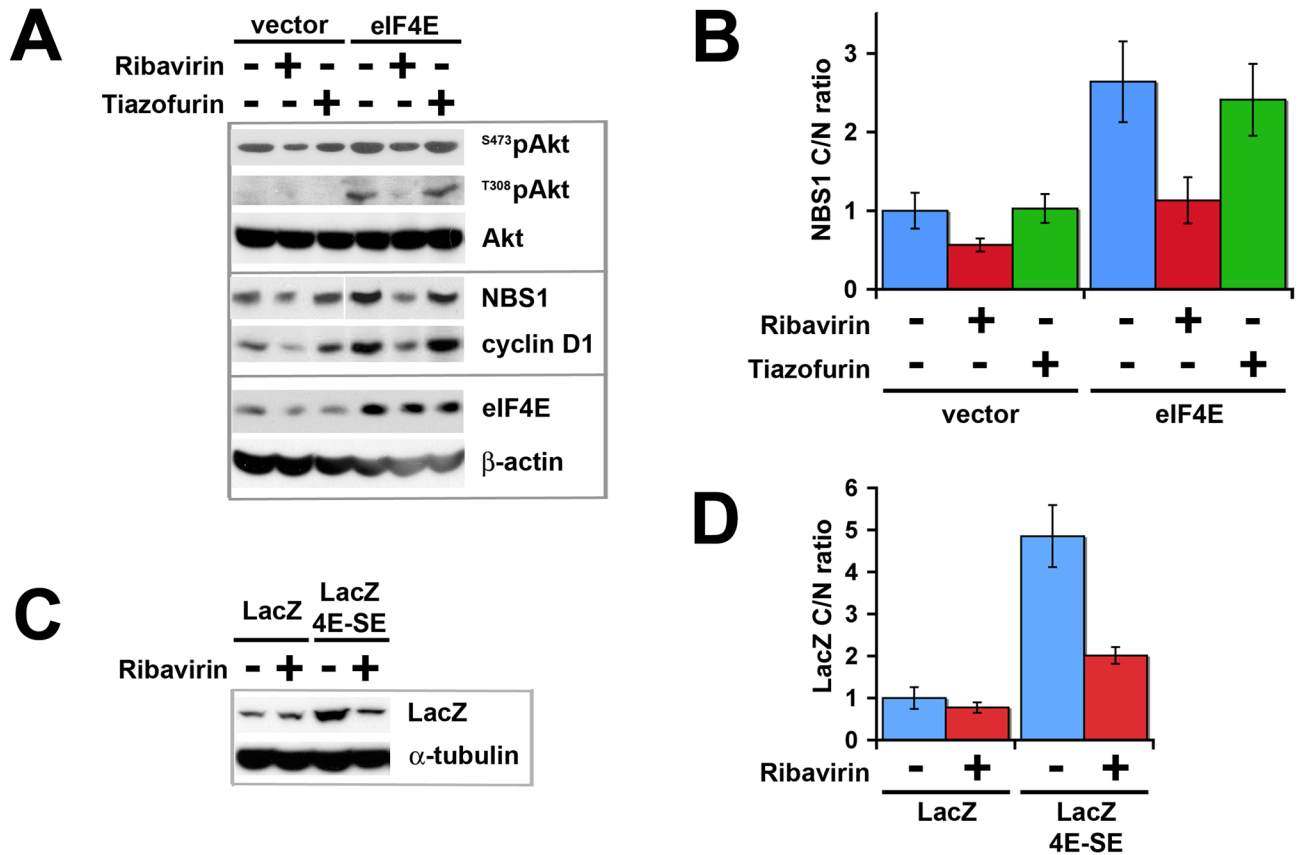 A
vector eIF4E
Ribavirin - + - - + -
Tiazofurin - - + - - +
S473pAkt
T308pAkt
Akt
NBS1
cyclin D1
eIF4E
β-actin
B
NBS1 C/N ratio
3
2
1
0
Ribavirin - + - - + -
Tiazofurin - - + - - +
vector eIF4E
C
LacZ LacZ
4E-SE
Ribavirin - + - +
LacZ
α-tubulin
D
LacZ C/N ratio
6
5
4
3
2
1
0
Ribavirin - + - +
LacZ LacZ
4E-SE